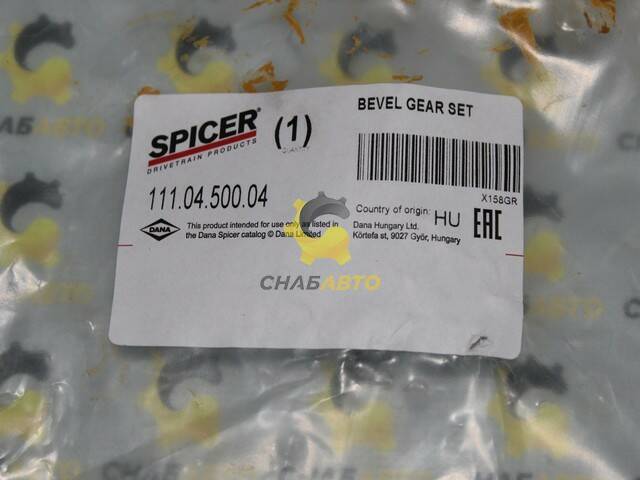 SPICER®
DRIVETRAIN PRODUCTS
(1)
BEVEL GEAR SET
111.04.500.04
X158GR
DANA
This product intended for use only as listed in
the Dana Spicer catalog © Dana Limited
Country of origin: HU
Dana Hungary Ltd.
Körtefa st, 9027 Győr, Hungary
EAC
СНАБАВТО
СНАБАВТО